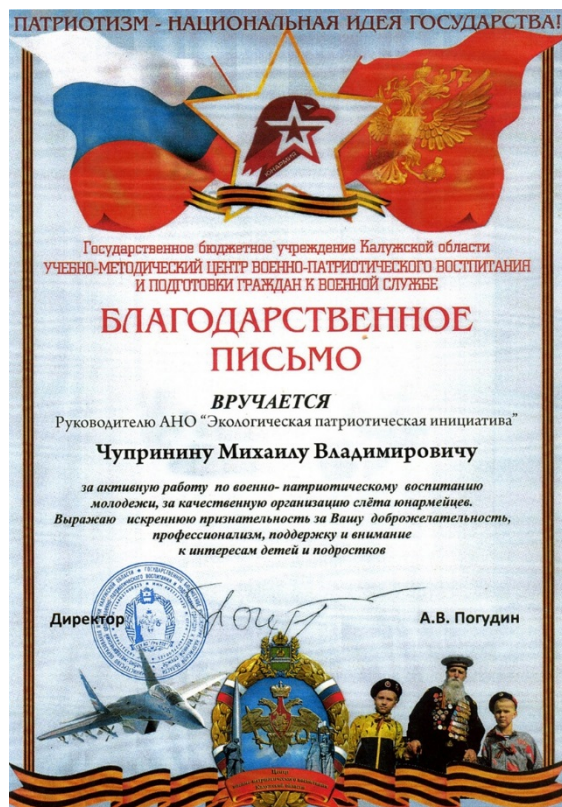 ПАТРИОТИЗМ - НАЦИОНАЛЬНАЯ ИДЕЯ ГОСУДАРСТВА!
ЮНАРМИЯ
Государственное бюджетное учреждение Калужской области
УЧЕБНО-МЕТОДИЧЕСКИЙ ЦЕНТР ВОЕННО-ПАТРИОТИЧЕСКОГО ВОСТПИТАНИЯ
И ПОДГОТОВКИ ГРАЖДАН К ВОЕННОЙ СЛУЖБЕ
БЛАГОДАРСТВЕННОЕ
ПИСЬМО
ВРУЧАЕТСЯ
Руководителю АНО “Экологическая патриотическая инициатива”
Чупринину Михаилу Владимировичу
за активную работу по военно- патриотическому воспитанию
молодежи, за качественную организацию слёта юнармейцев.
Выражаю искреннюю признательность за Вашу доброжелательность,
профессионализм, поддержку и внимание
к интересам детей и подростков
Директор
А.В. Погудин